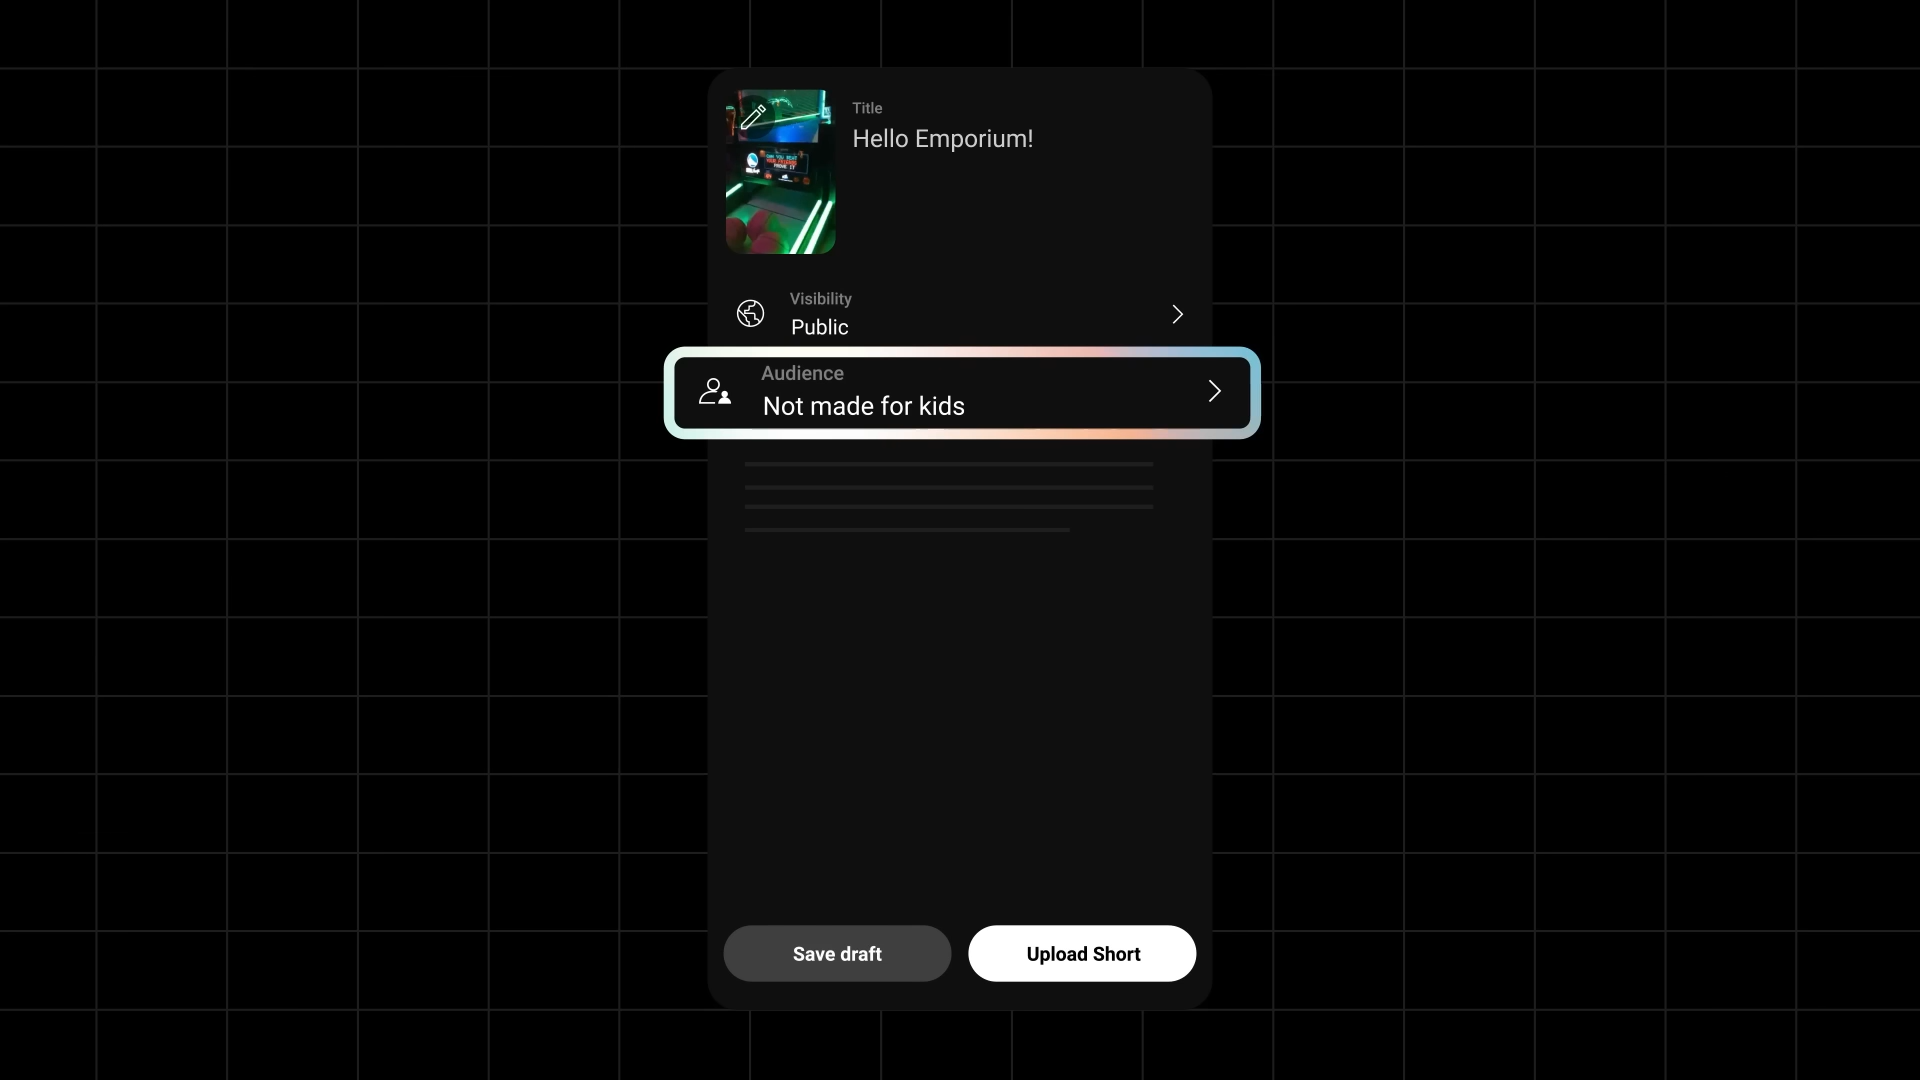 Title
Hello Emporium!
Visibility
Public
Audience
Not made for kids
Save draft
Upload Short